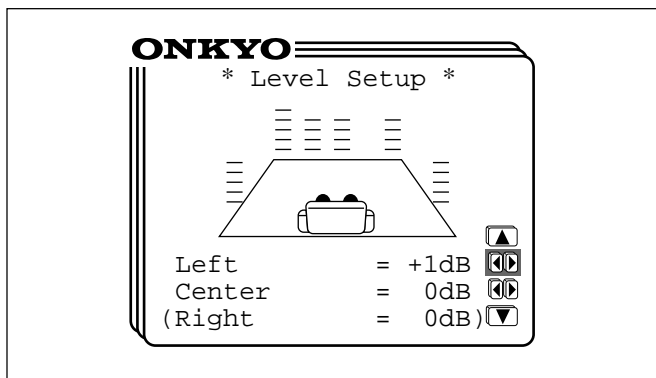 ONKYO
* Level Setup *
Left = +1dB
Center = 0dB
(Right = 0dB)